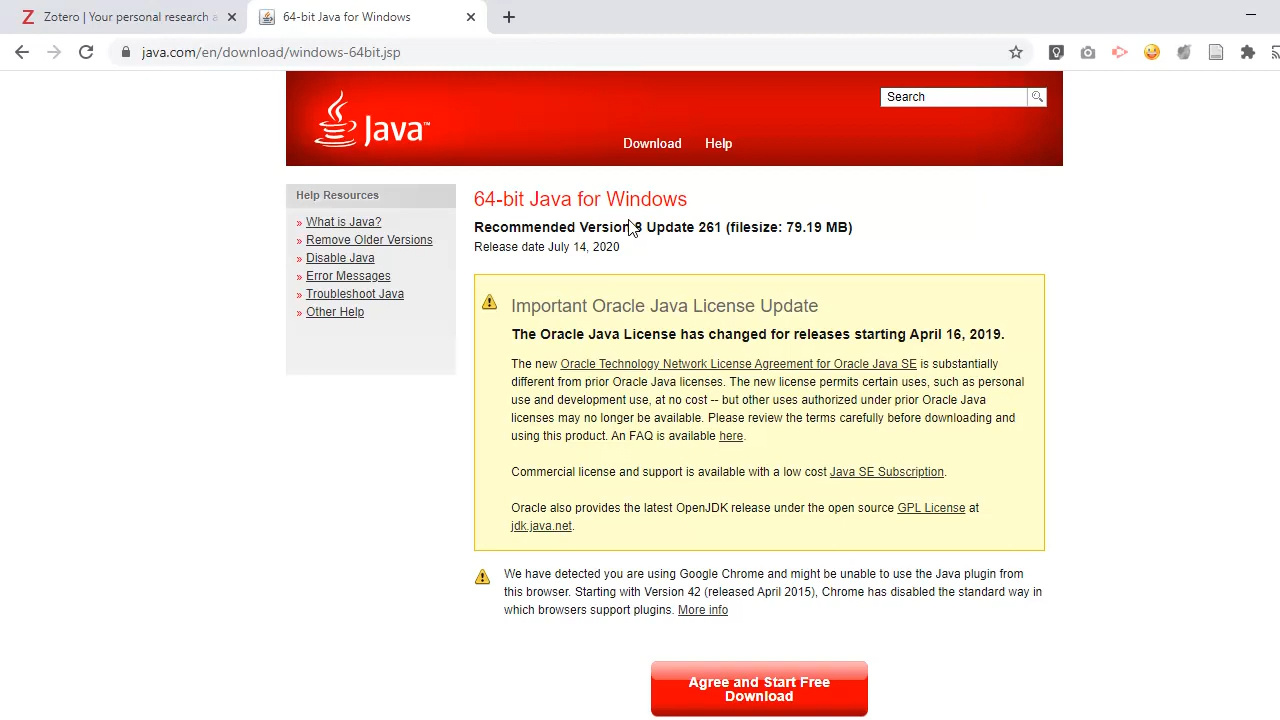 Zotero | Your personal research a
64-bit Java for Windows
java.com/en/download/windows-64bit.jsp
Java™
Search
Download Help
Help Resources
» What is Java?
» Remove Older Versions
» Disable Java
» Error Messages
» Troubleshoot Java
» Other Help
64-bit Java for Windows
Recommended Version 8 Update 261 (filesize: 79.19 MB)
Release date July 14, 2020
Important Oracle Java License Update
The Oracle Java License has changed for releases starting April 16, 2019.
The new Oracle Technology Network License Agreement for Oracle Java SE is substantially
different from prior Oracle Java licenses. The new license permits certain uses, such as personal
use and development use, at no cost -- but other uses authorized under prior Oracle Java
licenses may no longer be available. Please review the terms carefully before downloading and
using this product. An FAQ is available here.
Commercial license and support is available with a low cost Java SE Subscription.
Oracle also provides the latest OpenJDK release under the open source GPL License at
jdk.java.net.
We have detected you are using Google Chrome and might be unable to use the Java plugin from
this browser. Starting with Version 42 (released April 2015), Chrome has disabled the standard way in
which browsers support plugins. More info
Agree and Start Free
Download